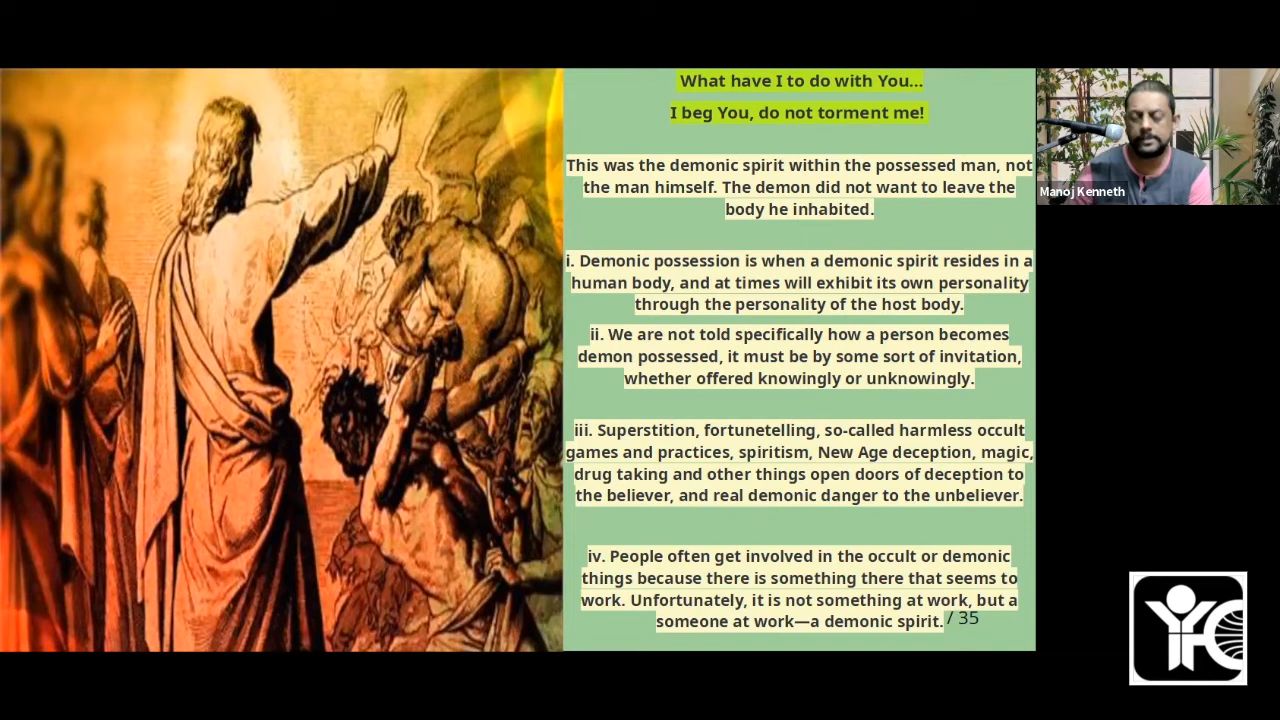 What have I to do with You...
I beg You, do not torment me!
This was the demonic spirit within the possessed man, not
the man himself. The demon did not want to leave the
body he inhabited.
i. Demonic possession is when a demonic spirit resides in a
human body, and at times will exhibit its own personality
through the personality of the host body.
ii. We are not told specifically how a person becomes
demon possessed, it must be by some sort of invitation,
whether offered knowingly or unknowingly.
iii. Superstition, fortunetelling, so-called harmless occult
games and practices, spiritism, New Age deception, magic,
drug taking and other things open doors of deception to
the believer, and real demonic danger to the unbeliever.
iv. People often get involved in the occult or demonic
things because there is something there that seems to
work. Unfortunately, it is not something at work, but a
someone at work—a demonic spirit.
/ 35
Manoj Kenneth
YFC